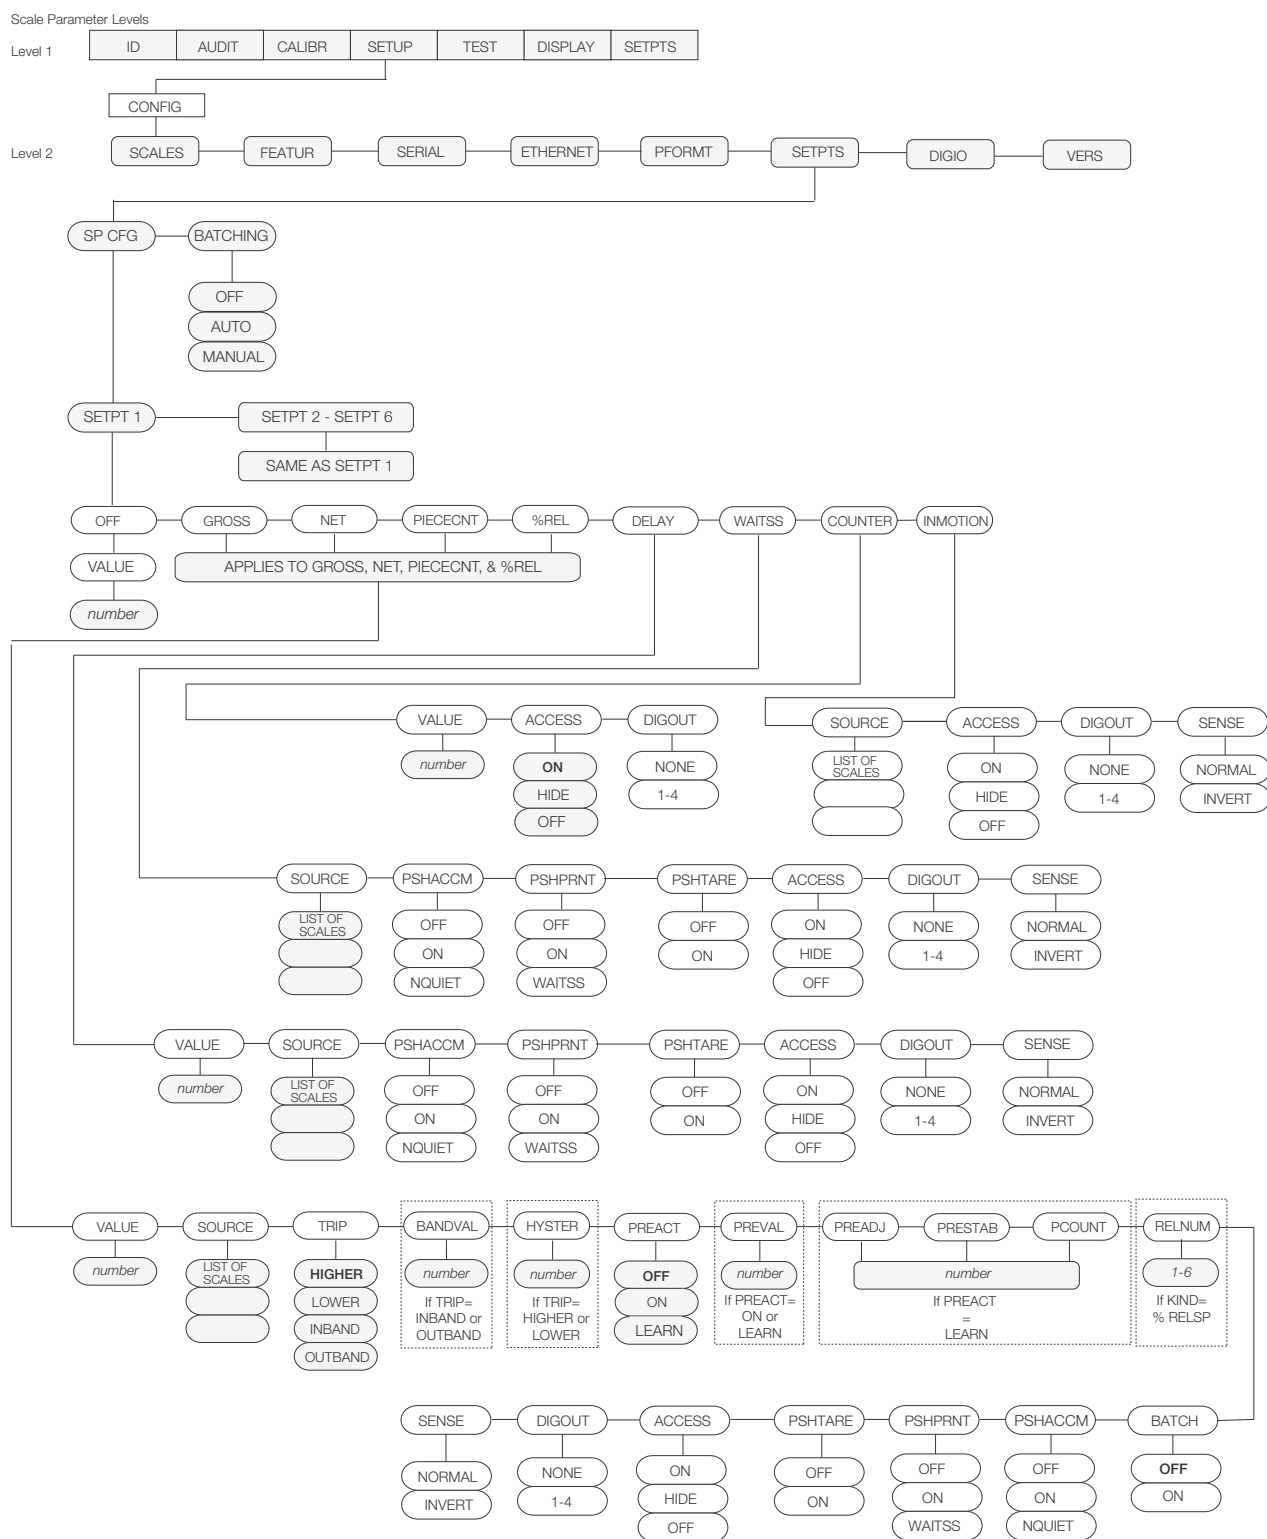 Scale Parameter Levels
Level 1
ID AUDIT CALIBR SETUP TEST DISPLAY SETPTS
CONFIG
Level 2
SCALES FEATUR SERIAL ETHERNET PFORMT SETPTS DIGIO VERS
SP CFG BATCHING
OFF
AUTO
MANUAL
SETPT 1 SETPT 2 - SETPT 6
SAME AS SETPT 1
OFF GROSS NET PIECECNT %REL DELAY WAITSS COUNTER INMOTION
VALUE APPLIES TO GROSS, NET, PIECECNT, & %REL
number
VALUE ACCESS DIGOUT SOURCE ACCESS DIGOUT SENSE
number ON NONE LIST OF SCALES ON NONE NORMAL
HIDE 1-4 HIDE 1-4 INVERT
OFF OFF
SOURCE PSHACCM PSHPRNT PSHTARE ACCESS DIGOUT SENSE
LIST OF SCALES OFF OFF OFF ON NONE NORMAL
ON ON ON HIDE 1-4 INVERT
NQUIET WAITSS OFF
VALUE SOURCE PSHACCM PSHPRNT PSHTARE ACCESS DIGOUT SENSE
number LIST OF SCALES OFF OFF OFF ON NONE NORMAL
ON ON ON HIDE 1-4 INVERT
NQUIET WAITSS OFF
VALUE SOURCE TRIP BANDVAL HYSTER PREACT PREVAL PREADJ PRESTAB PCOUNT RELNUM
number LIST OF SCALES HIGHER number number OFF number number 1-6
LOWER ON
INBAND LEARN
OUTBAND
If TRIP=
INBAND or
OUTBAND
If TRIP=
HIGHER or
LOWER
If PREACT=
ON or
LEARN
If PREACT
=
LEARN
If KIND=
% RELSP
SENSE DIGOUT ACCESS PSHTARE PSHPRNT PSHACCM BATCH
NORMAL NONE ON OFF OFF OFF OFF
INVERT 1-4 HIDE ON ON ON ON
OFF WAITSS NQUIET